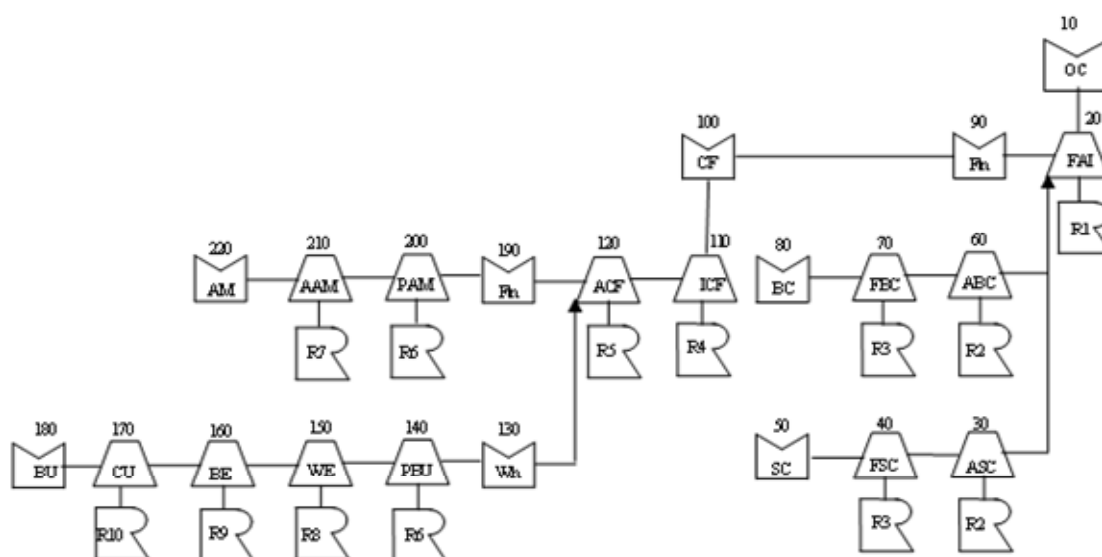 10
OC
20
FAI
R1
100
CF
90
Fin
220
AM
210
AAM
R7
200
PAM
R6
190
Fin
120
ACF
R5
110
ICF
R4
80
BC
70
FBC
R3
60
ABC
R2
180
BU
170
CU
R10
160
BE
R9
150
WE
R8
140
PBU
R6
130
Wh
50
SC
40
FSC
R3
30
ASC
R2